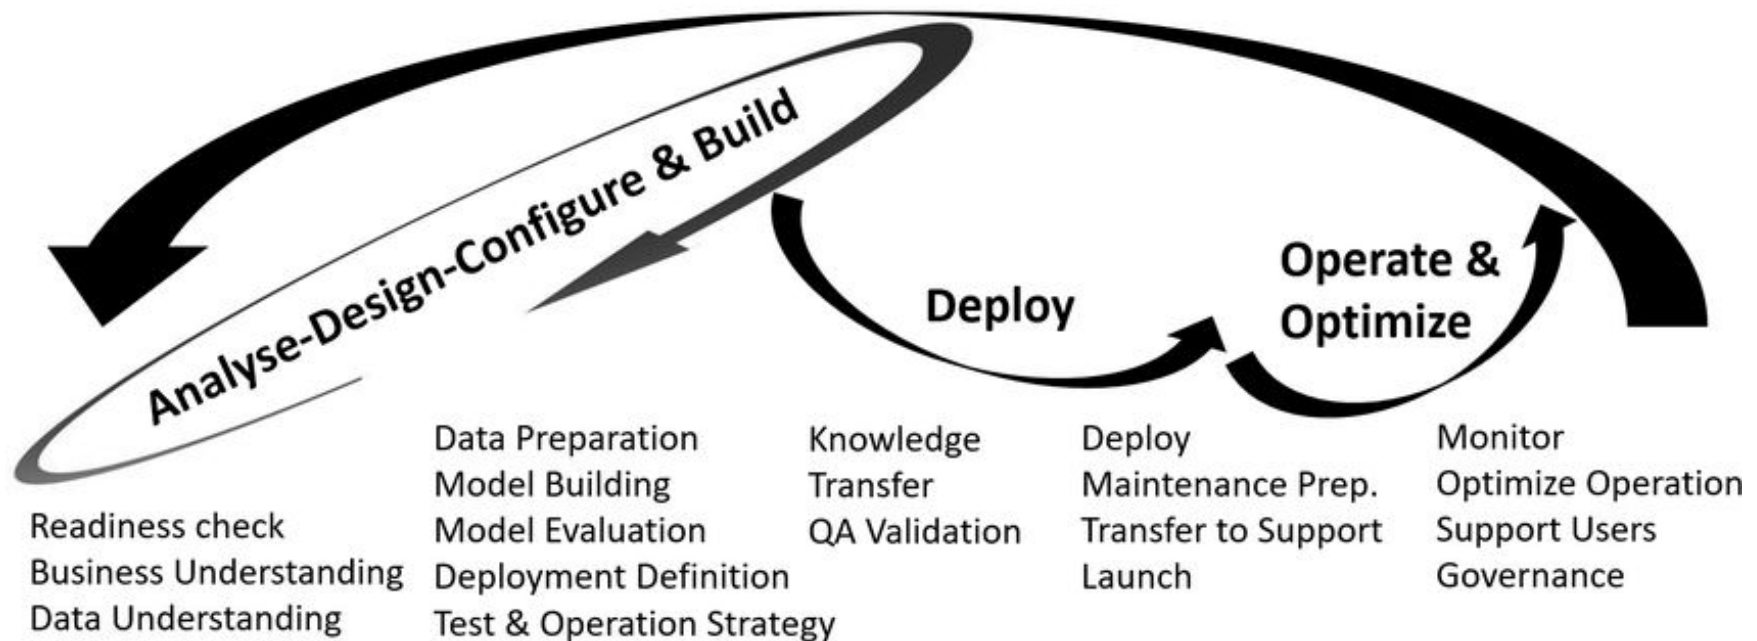 Analyse-Design-Configure & Build
Deploy
Operate &
Optimize
Readiness check
Business Understanding
Data Understanding
Data Preparation
Model Building
Model Evaluation
Deployment Definition
Test & Operation Strategy
Knowledge
Transfer
QA Validation
Deploy
Maintenance Prep.
Transfer to Support
Launch
Monitor
Optimize Operation
Support Users
Governance